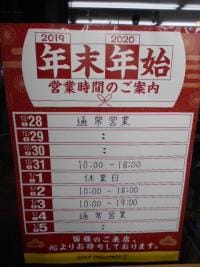 2019 2020
年末年始
営業時間のご案内
12/28 通常営業
12/29 :
12/30 :
12/31 10:00-18:00
1/1 休業日
1/2 10:00-18:00
1/3 10:00-19:00
1/4 通常営業
1/5 :
皆様のご来店、
心よりお待ちしております。
GOLF PARTNER